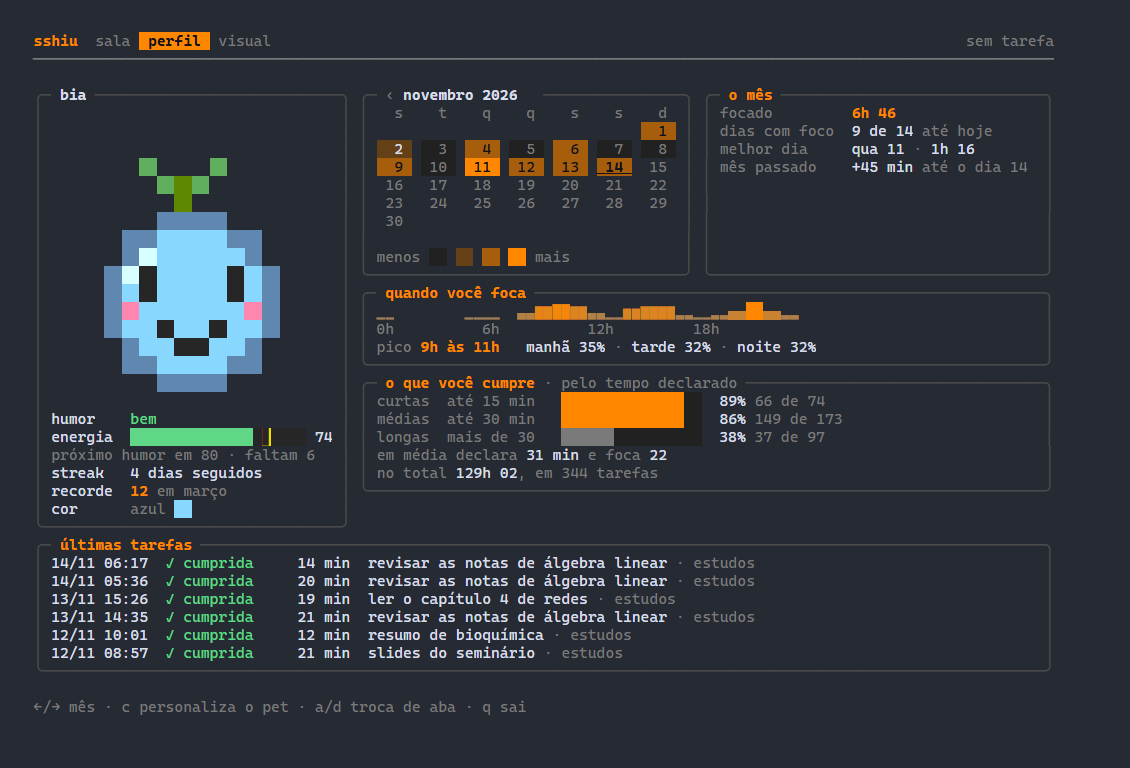 sshiu sala perfil visual sem tarefa
bia
humor bem
energia 74
próximo humor em 80 · faltam 6
streak 4 dias seguidos
recorde 12 em março
cor azul
‹ novembro 2026
s t q q s s d
1
2 3 4 5 6 7 8
9 10 11 12 13 14 15
16 17 18 19 20 21 22
23 24 25 26 27 28 29
30
menos mais
o mês
focado 6h 46
dias com foco 9 de 14 até hoje
melhor dia qua 11 · 1h 16
mês passado +45 min até o dia 14
quando você foca
0h 6h 12h 18h
pico 9h às 11h manhã 35% · tarde 32% · noite 32%
o que você cumpre · pelo tempo declarado
curtas até 15 min 89% 66 de 74
médias até 30 min 86% 149 de 173
longas mais de 30 38% 37 de 97
em média declara 31 min e foca 22
no total 129h 02, em 344 tarefas
últimas tarefas
14/11 06:17 ✓ cumprida 14 min revisar as notas de álgebra linear · estudos
14/11 05:36 ✓ cumprida 20 min revisar as notas de álgebra linear · estudos
13/11 15:26 ✓ cumprida 19 min ler o capítulo 4 de redes · estudos
13/11 14:35 ✓ cumprida 21 min revisar as notas de álgebra linear · estudos
12/11 10:01 ✓ cumprida 12 min resumo de bioquímica · estudos
12/11 08:57 ✓ cumprida 21 min slides do seminário · estudos
←/→ mês · c personaliza o pet · a/d troca de aba · q sai